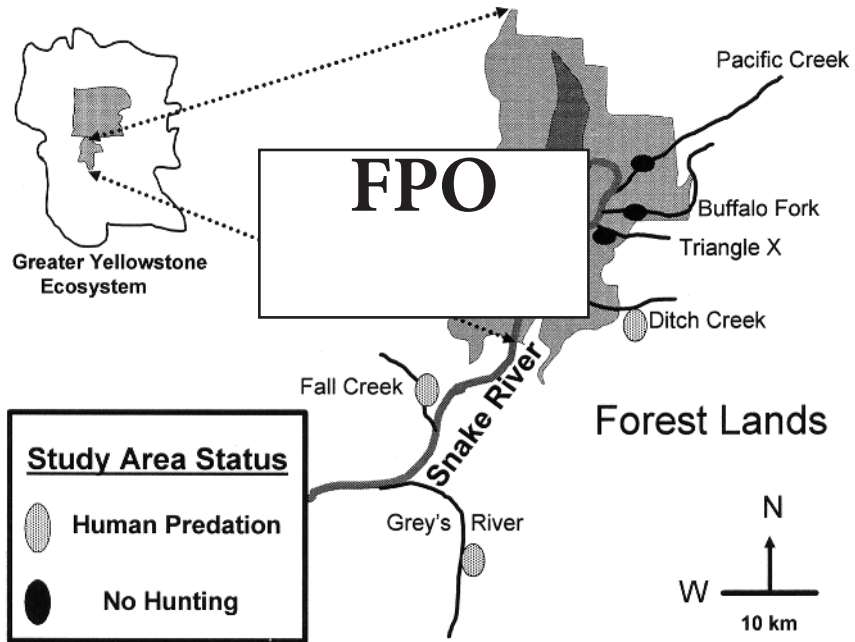 Pacific Creek
FPO
Buffalo Fork
Triangle X
Greater Yellowstone
Ecosystem
Ditch Creek
Fall Creek
Snake River
Forest Lands
Study Area Status
Human Predation
No Hunting
Grey's River
N
W
10 km